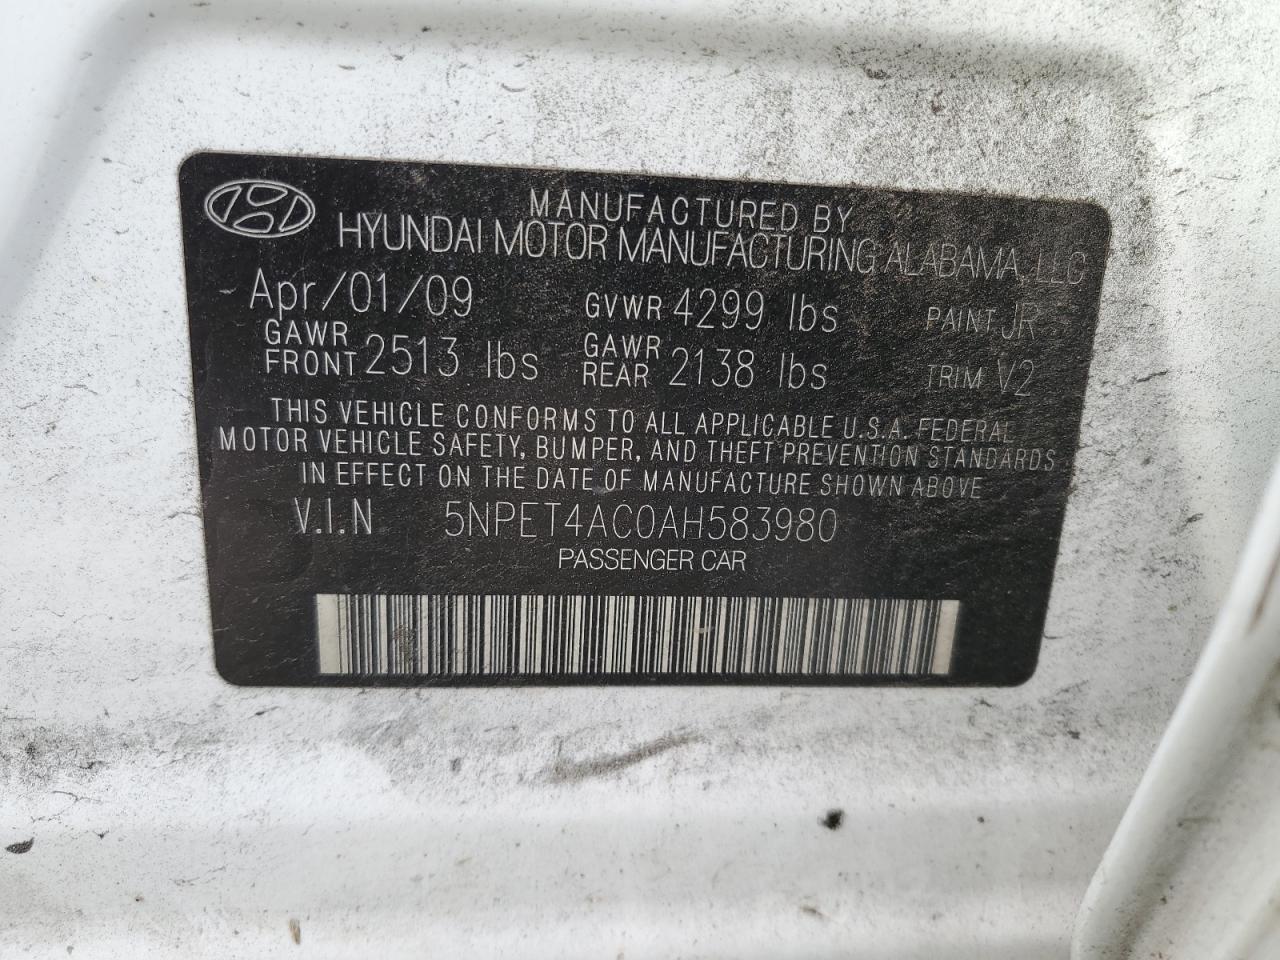 MANUFACTURED BY
HYUNDAI MOTOR MANUFACTURING ALABAMA, LLC
Apr/01/09 GVWR 4299 lbs PAINT JR
GAWR FRONT 2513 lbs GAWR REAR 2138 lbs TRIM V2
THIS VEHICLE CONFORMS TO ALL APPLICABLE U.S.A. FEDERAL
MOTOR VEHICLE SAFETY, BUMPER, AND THEFT PREVENTION STANDARDS
IN EFFECT ON THE DATE OF MANUFACTURE SHOWN ABOVE
V.I.N 5NPET4AC0AH583980
PASSENGER CAR